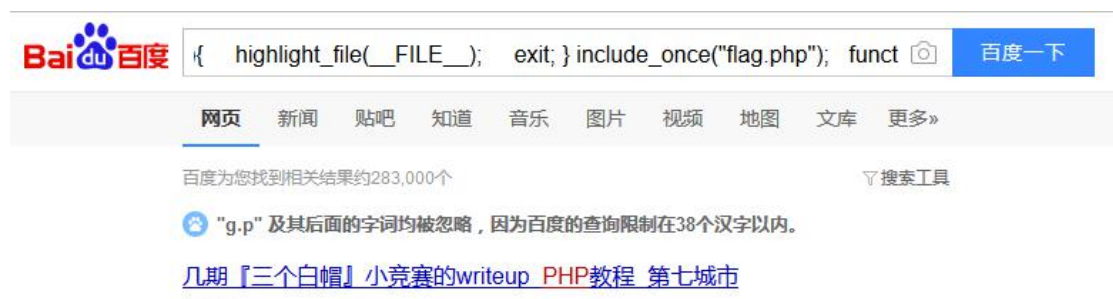 Bai du 百度 {     highlight_file(__FILE__);     exit; } include_once("flag.php");   funct 百度一下
网页 新闻 贴吧 知道 音乐 图片 视频 地图 文库 更多»
百度为您找到相关结果约283,000个 搜索工具
"g.p" 及其后面的字词均被忽略，因为百度的查询限制在38个汉字以内。
几期『三个白帽』小竞赛的writeup_PHP教程_第七城市